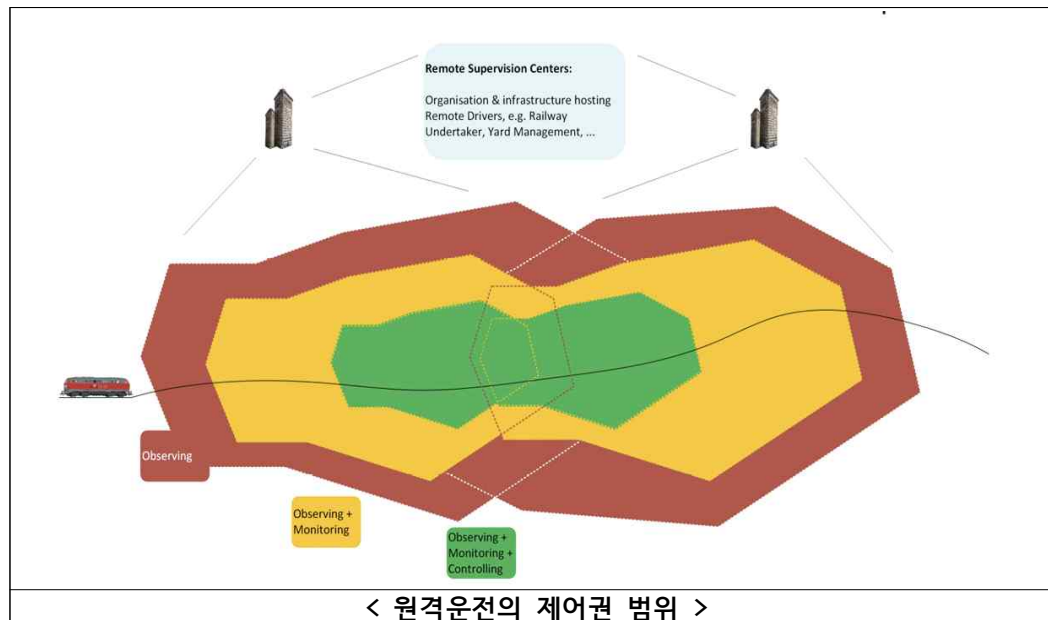 Remote Supervision Centers:
Organisation & infrastructure hosting
Remote Drivers, e.g. Railway
Undertaker, Yard Management, ...
Observing
Observing +
Monitoring
Observing +
Monitoring +
Controlling
< 원격운전의 제어권 범위 >